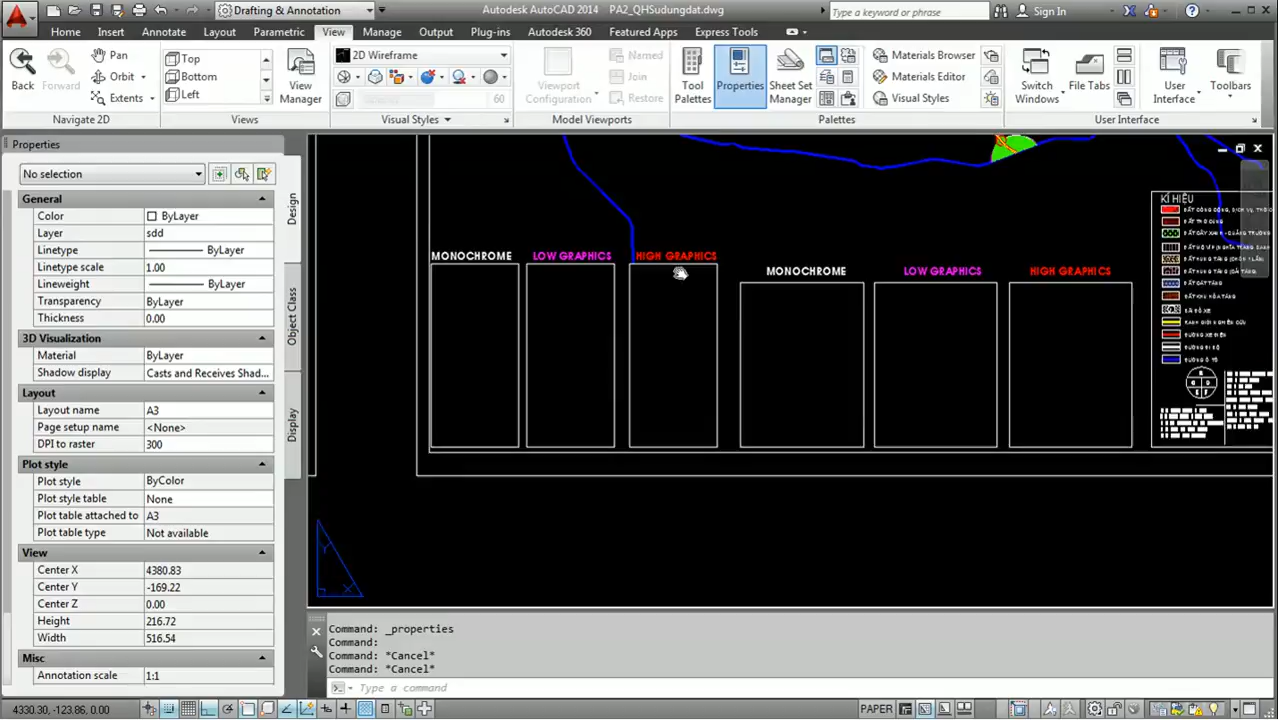 Drafting & Annotation
Autodesk AutoCAD 2014 PA2_QHSudungdat.dwg
Type a keyword or phrase
Sign In
Home Insert Annotate Layout Parametric View Manage Output Plug-ins Autodesk 360 Featured Apps Express Tools
Back
Forward
Pan
Orbit
Extents
Navigate 2D
Top
Bottom
Left
View Manager
Views
2D Wireframe
60
Visual Styles
Viewport Configuration
Named
Join
Restore
Model Viewports
Tool Palettes
Properties
Sheet Set Manager
Materials Browser
Materials Editor
Visual Styles
Palettes
Switch Windows
File Tabs
User Interface
Toolbars
User Interface
Properties
No selection
General
Color ByLayer
Layer sdd
Linetype ByLayer
Linetype scale 1.00
Lineweight ByLayer
Transparency ByLayer
Thickness 0.00
3D Visualization
Material ByLayer
Shadow display Casts and Receives Shad...
Layout
Layout name A3
Page setup name <None>
DPI to raster 300
Plot style
Plot style ByColor
Plot style table None
Plot table attached to A3
Plot table type Not available
View
Center X 4380.83
Center Y -169.22
Center Z 0.00
Height 216.72
Width 516.54
Misc
Annotation scale 1:1
Design
Object Class
Display
MONOCHROME LOW GRAPHICS HIGH GRAPHICS
MONOCHROME LOW GRAPHICS HIGH GRAPHICS
KÍ HIỆU
Command: _properties
Command:
Command: *Cancel*
Command: *Cancel*
Type a command
4330.30, -123.86, 0.00
PAPER